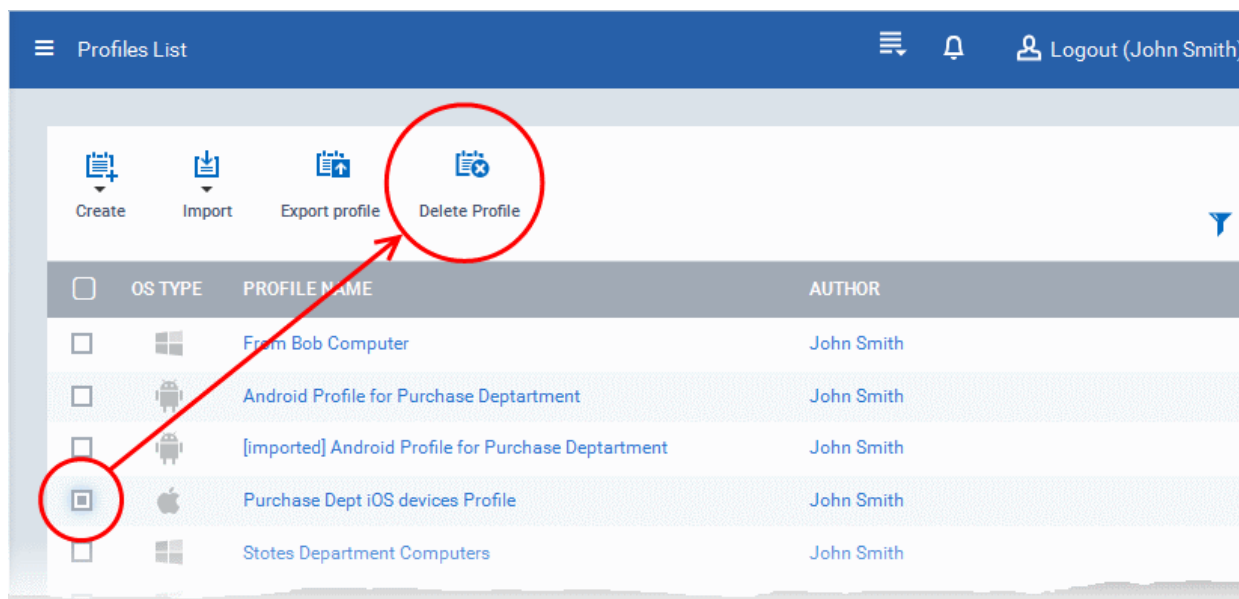 Profiles List
Logout (John Smith)
Create Import Export profile Delete Profile
OS TYPE PROFILE NAME AUTHOR
From Bob Computer John Smith
Android Profile for Purchase Deptartment John Smith
[imported] Android Profile for Purchase Deptartment John Smith
Purchase Dept iOS devices Profile John Smith
Stotes Department Computers John Smith